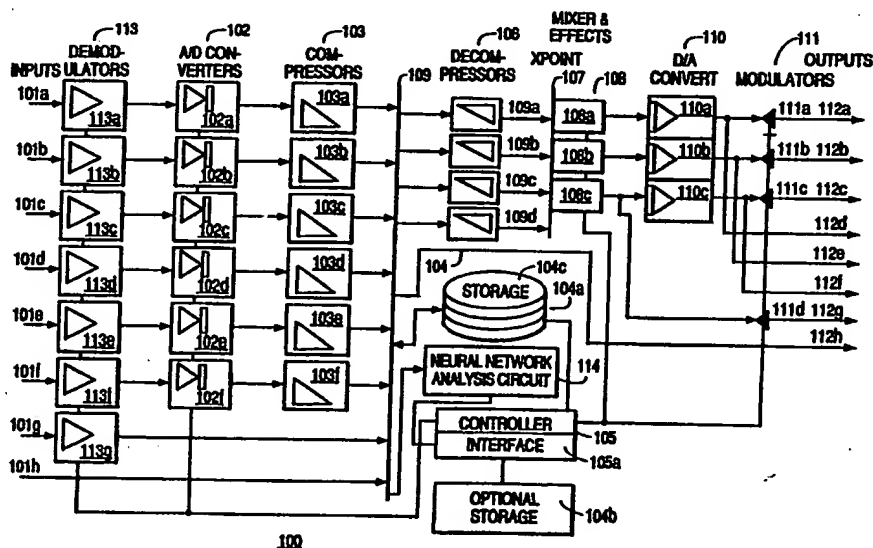 113 102 103 106 MIXER & EFFECTS 110 111
INPUTS DEMOD-ULATORS A/D CONVERTERS COM-PRESSORS 109 DECOM-PRESSORS XPOINT 107 108 D/A CONVERT MODULATORS OUTPUTS
101a 113a 102a 103a 109a 108a 110a 111a 112a
101b 113b 102b 103b 109b 108b 110b 111b 112b
101c 113c 102c 103c 109c 108c 110c 111c 112c
109d 112d
112e
101d 113d 102d 103d 104 104c 112f
STORAGE 104a 111d 112g
101e 113e 102e 103e 112h
NEURAL NETWORK
ANALYSIS CIRCUIT 114
101f 113f 102f 103f
CONTROLLER 105
101g 113g INTERFACE 105a
101h
OPTIONAL
STORAGE 104b
100